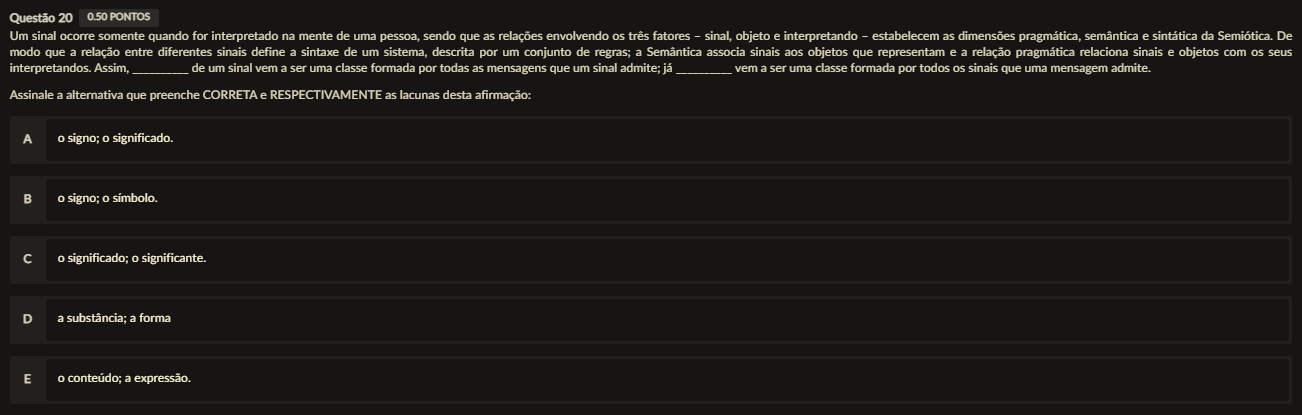 Questão 20 0.50 PONTOS
Um sinal ocorre somente quando for interpretado na mente de uma pessoa, sendo que as relações envolvendo os três fatores – sinal, objeto e interpretando – estabelecem as dimensões pragmática, semântica e sintática da Semiótica. De
modo que a relação entre diferentes sinais define a sintaxe de um sistema, descrita por um conjunto de regras; a Semântica associa sinais aos objetos que representam e a relação pragmática relaciona sinais e objetos com os seus
interpretandos. Assim, __________ de um sinal vem a ser uma classe formada por todas as mensagens que um sinal admite; já __________ vem a ser uma classe formada por todos os sinais que uma mensagem admite.
Assinale a alternativa que preenche CORRETA e RESPECTIVAMENTE as lacunas desta afirmação:
A o signo; o significado.
B o signo; o símbolo.
C o significado; o significante.
D a substância; a forma
E o conteúdo; a expressão.